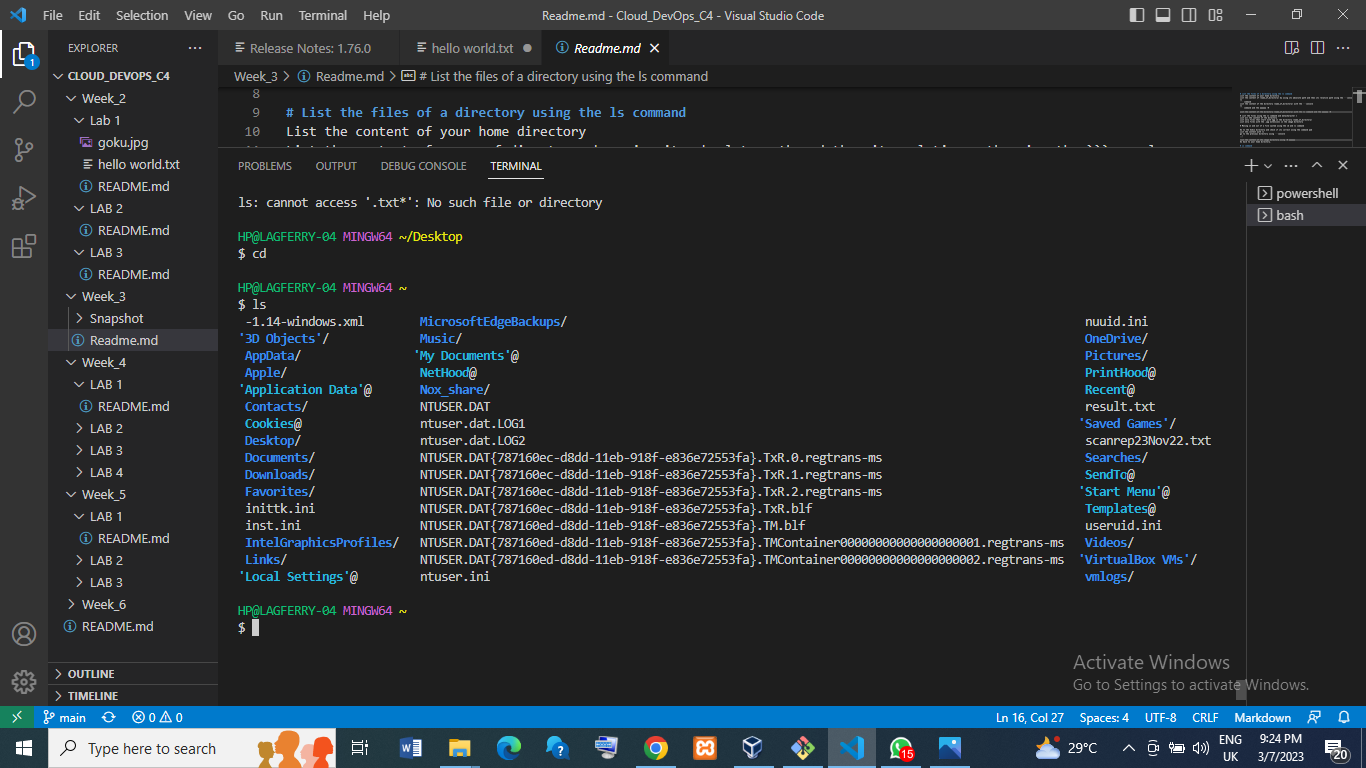 File Edit Selection View Go Run Terminal Help Readme.md - Cloud_DevOps_C4 - Visual Studio Code
EXPLORER
Release Notes: 1.76.0 hello world.txt Readme.md
Week_3 > Readme.md > # List the files of a directory using the ls command
CLOUD_DEVOPS_C4
Week_2
Lab 1
goku.jpg
hello world.txt
README.md
LAB 2
README.md
LAB 3
README.md
Week_3
Snapshot
Readme.md
Week_4
LAB 1
README.md
LAB 2
LAB 3
LAB 4
Week_5
LAB 1
README.md
LAB 2
LAB 3
Week_6
README.md
OUTLINE
TIMELINE
1
8
9 # List the files of a directory using the ls command
10 List the content of your home directory
PROBLEMS OUTPUT DEBUG CONSOLE TERMINAL
powershell
bash
ls: cannot access '.txt*': No such file or directory
HP@LAGFERRY-04 MINGW64 ~/Desktop
$ cd
HP@LAGFERRY-04 MINGW64 ~
$ ls
-1.14-windows.xml MicrosoftEdgeBackups/ nuuid.ini
'3D Objects'/ Music/ OneDrive/
AppData/ 'My Documents'@ Pictures/
Apple/ NetHood@ PrintHood@
'Application Data'@ Nox_share/ Recent@
Contacts/ NTUSER.DAT result.txt
Cookies@ ntuser.dat.LOG1 'Saved Games'/
Desktop/ ntuser.dat.LOG2 scanrep23Nov22.txt
Documents/ NTUSER.DAT{787160ec-d8dd-11eb-918f-e836e72553fa}.TxR.0.regtrans-ms Searches/
Downloads/ NTUSER.DAT{787160ec-d8dd-11eb-918f-e836e72553fa}.TxR.1.regtrans-ms SendTo@
Favorites/ NTUSER.DAT{787160ec-d8dd-11eb-918f-e836e72553fa}.TxR.2.regtrans-ms 'Start Menu'@
inittk.ini NTUSER.DAT{787160ec-d8dd-11eb-918f-e836e72553fa}.TxR.blf Templates@
inst.ini NTUSER.DAT{787160ec-d8dd-11eb-918f-e836e72553fa}.TM.blf useruid.ini
IntelGraphicsProfiles/ NTUSER.DAT{787160ec-d8dd-11eb-918f-e836e72553fa}.TMContainer00000000000000000001.regtrans-ms Videos/
Links/ NTUSER.DAT{787160ec-d8dd-11eb-918f-e836e72553fa}.TMContainer00000000000000000002.regtrans-ms 'VirtualBox VMs'/
'Local Settings'@ ntuser.ini vmlogs/
HP@LAGFERRY-04 MINGW64 ~
$
Activate Windows
Go to Settings to activate Windows.
main 0 0 Ln 16, Col 27 Spaces: 4 UTF-8 CRLF Markdown
Type here to search 15 29°C ENG 9:24 PM
UK 3/7/2023 20